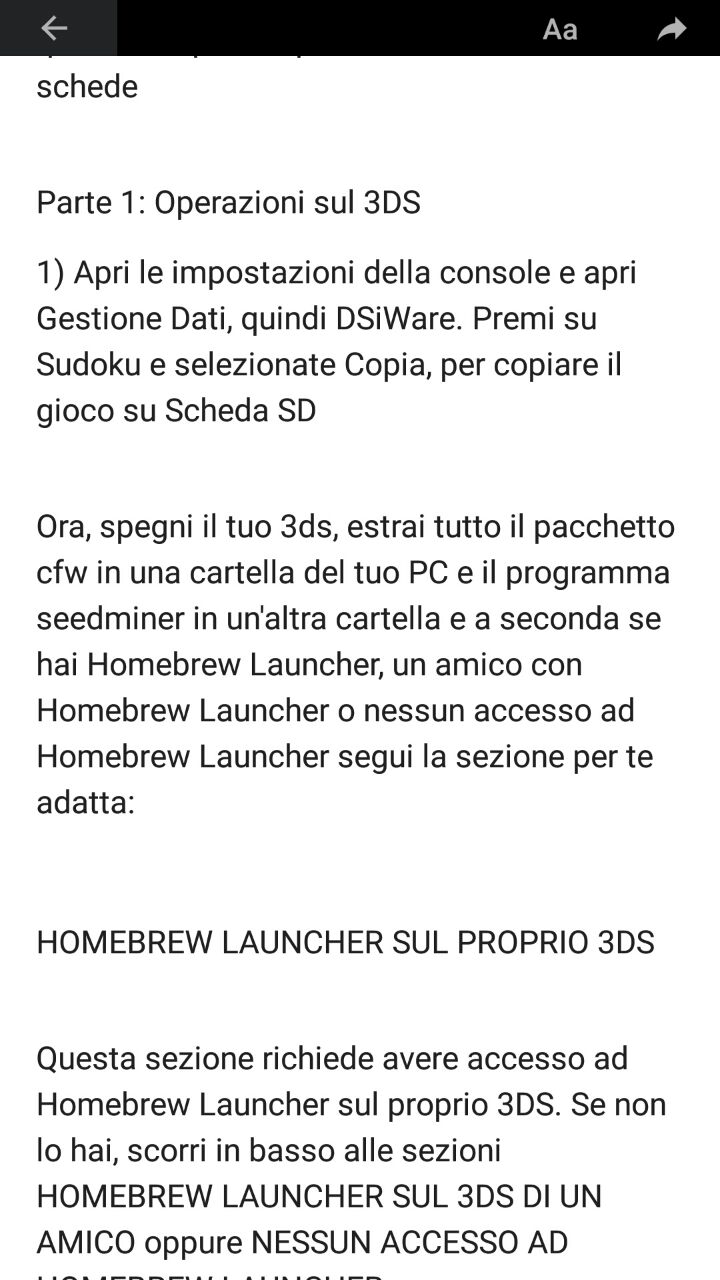 Aa
schede
Parte 1: Operazioni sul 3DS
1) Apri le impostazioni della console e apri
Gestione Dati, quindi DSiWare. Premi su
Sudoku e selezionate Copia, per copiare il
gioco su Scheda SD
Ora, spegni il tuo 3ds, estrai tutto il pacchetto
cfw in una cartella del tuo PC e il programma
seedminer in un'altra cartella e a seconda se
hai Homebrew Launcher, un amico con
Homebrew Launcher o nessun accesso ad
Homebrew Launcher segui la sezione per te
adatta:
HOMEBREW LAUNCHER SUL PROPRIO 3DS
Questa sezione richiede avere accesso ad
Homebrew Launcher sul proprio 3DS. Se non
lo hai, scorri in basso alle sezioni
HOMEBREW LAUNCHER SUL 3DS DI UN
AMICO oppure NESSUN ACCESSO AD
HOMEBREW LAUNCHER